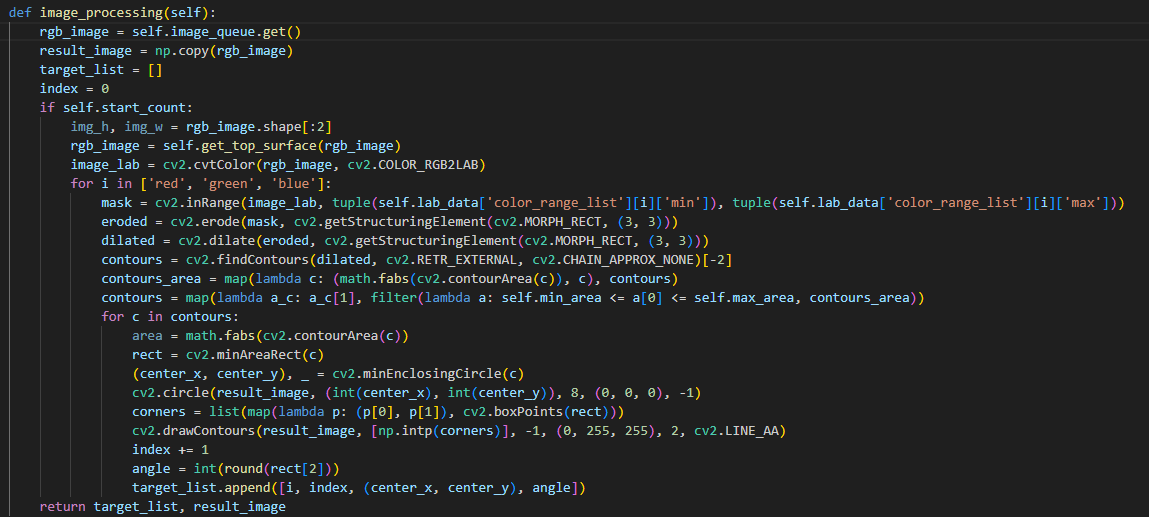 def image_processing(self):
    rgb_image = self.image_queue.get()
    result_image = np.copy(rgb_image)
    target_list = []
    index = 0
    if self.start_count:
        img_h, img_w = rgb_image.shape[:2]
        rgb_image = self.get_top_surface(rgb_image)
        image_lab = cv2.cvtColor(rgb_image, cv2.COLOR_RGB2LAB)
        for i in ['red', 'green', 'blue']:
            mask = cv2.inRange(image_lab, tuple(self.lab_data['color_range_list'][i]['min']), tuple(self.lab_data['color_range_list'][i]['max']))
            eroded = cv2.erode(mask, cv2.getStructuringElement(cv2.MORPH_RECT, (3, 3)))
            dilated = cv2.dilate(eroded, cv2.getStructuringElement(cv2.MORPH_RECT, (3, 3)))
            contours = cv2.findContours(dilated, cv2.RETR_EXTERNAL, cv2.CHAIN_APPROX_NONE)[-2]
            contours_area = map(lambda c: (math.fabs(cv2.contourArea(c)), c), contours)
            contours = map(lambda a_c: a_c[1], filter(lambda a: self.min_area <= a[0] <= self.max_area, contours_area))
            for c in contours:
                area = math.fabs(cv2.contourArea(c))
                rect = cv2.minAreaRect(c)
                (center_x, center_y), _ = cv2.minEnclosingCircle(c)
                cv2.circle(result_image, (int(center_x), int(center_y)), 8, (0, 0, 0), -1)
                corners = list(map(lambda p: (p[0], p[1]), cv2.boxPoints(rect)))
                cv2.drawContours(result_image, [np.intp(corners)], -1, (0, 255, 255), 2, cv2.LINE_AA)
                index += 1
                angle = int(round(rect[2]))
                target_list.append([i, index, (center_x, center_y), angle])
    return target_list, result_image